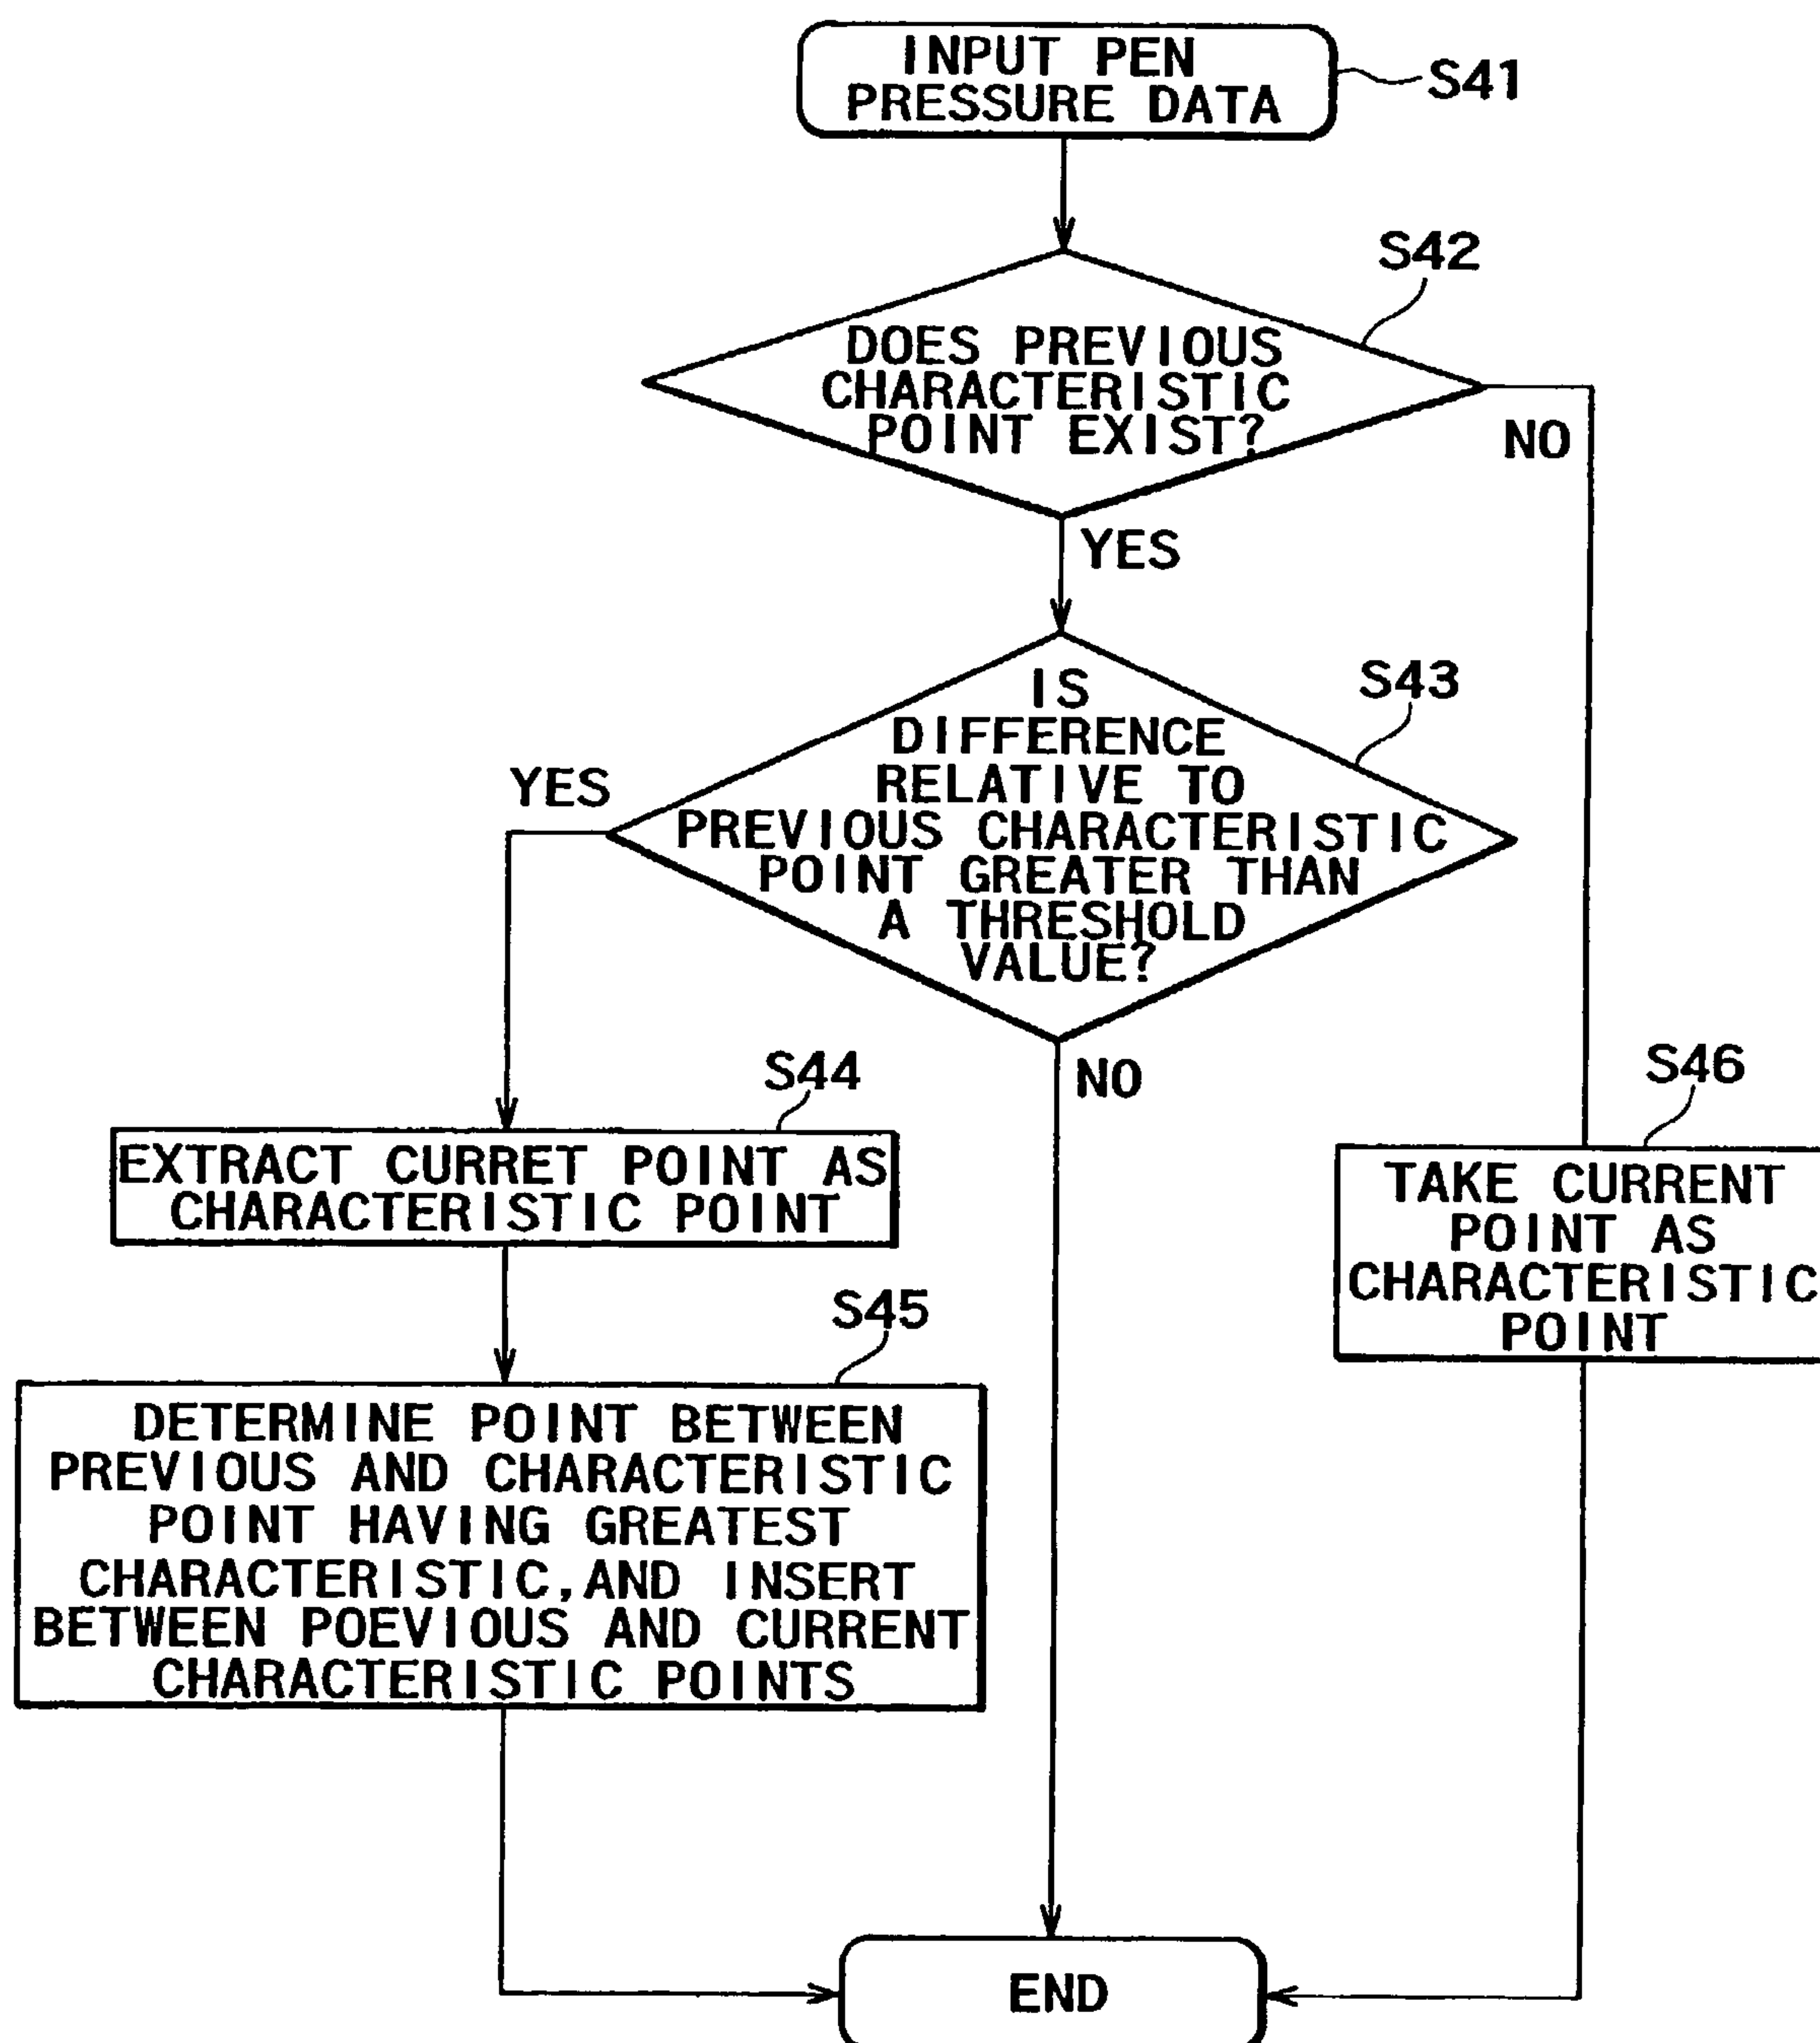 INPUT PEN
PRESSURE DATA
S41
S42
DOES PREVIOUS
CHARACTERISTIC
POINT EXIST?
NO
YES
S43
IS
DIFFERENCE
RELATIVE TO
PREVIOUS CHARACTERISTIC
POINT GREATER THAN
A THRESHOLD
VALUE?
YES
NO
S44
EXTRACT CURRET POINT AS
CHARACTERISTIC POINT
S46
TAKE CURRENT
POINT AS
CHARACTERISTIC
POINT
S45
DETERMINE POINT BETWEEN
PREVIOUS AND CHARACTERISTIC
POINT HAVING GREATEST
CHARACTERISTIC, AND INSERT
BETWEEN POEVIOUS AND CURRENT
CHARACTERISTIC POINTS
END